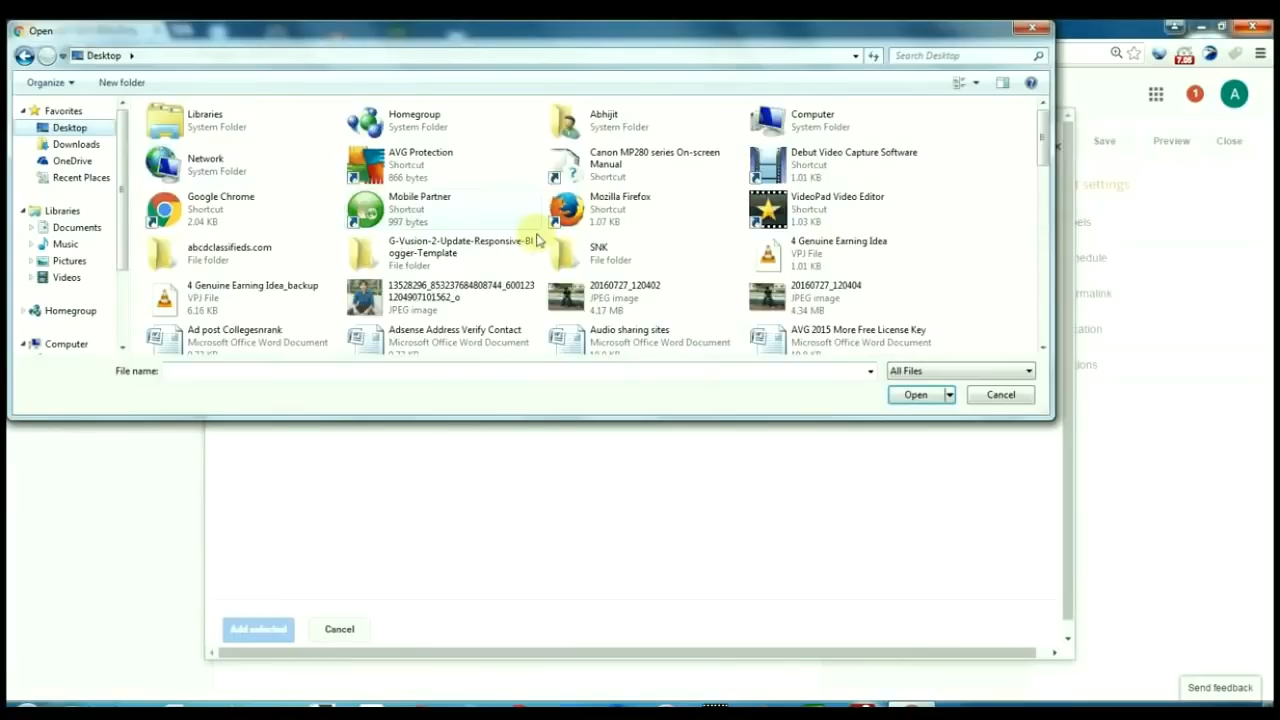 Open
Desktop
Search Desktop
7.05
Organize
New folder
1
A
Favorites
Desktop
Downloads
OneDrive
Recent Places
Libraries
Documents
Music
Pictures
Videos
Homegroup
Computer
Libraries
System Folder
Homegroup
System Folder
Abhijit
System Folder
Computer
System Folder
Network
System Folder
AVG Protection
Shortcut
866 bytes
Canon MP280 series On-screen
Manual
Shortcut
Debut Video Capture Software
Shortcut
1.01 KB
Google Chrome
Shortcut
2.04 KB
Mobile Partner
Shortcut
997 bytes
Mozilla Firefox
Shortcut
1.07 KB
VideoPad Video Editor
Shortcut
1.03 KB
abcdclassifieds.com
File folder
G-Vusion-2-Update-Responsive-Bl
ogger-Template
File folder
SNK
File folder
4 Genuine Earning Idea
VPJ File
1.01 KB
4 Genuine Earning Idea_backup
VPJ File
6.16 KB
13528296_853237684808744_600123
1204907101562_o
JPEG image
20160727_120402
JPEG image
4.17 MB
20160727_120404
JPEG image
4.34 MB
Ad post Collegesnrank
Microsoft Office Word Document
Adsense Address Verify Contact
Microsoft Office Word Document
Audio sharing sites
Microsoft Office Word Document
AVG 2015 More Free License Key
Microsoft Office Word Document
File name:
All Files
Open
Cancel
Save
Preview
Close
t settings
Add selected
Cancel
Send feedback